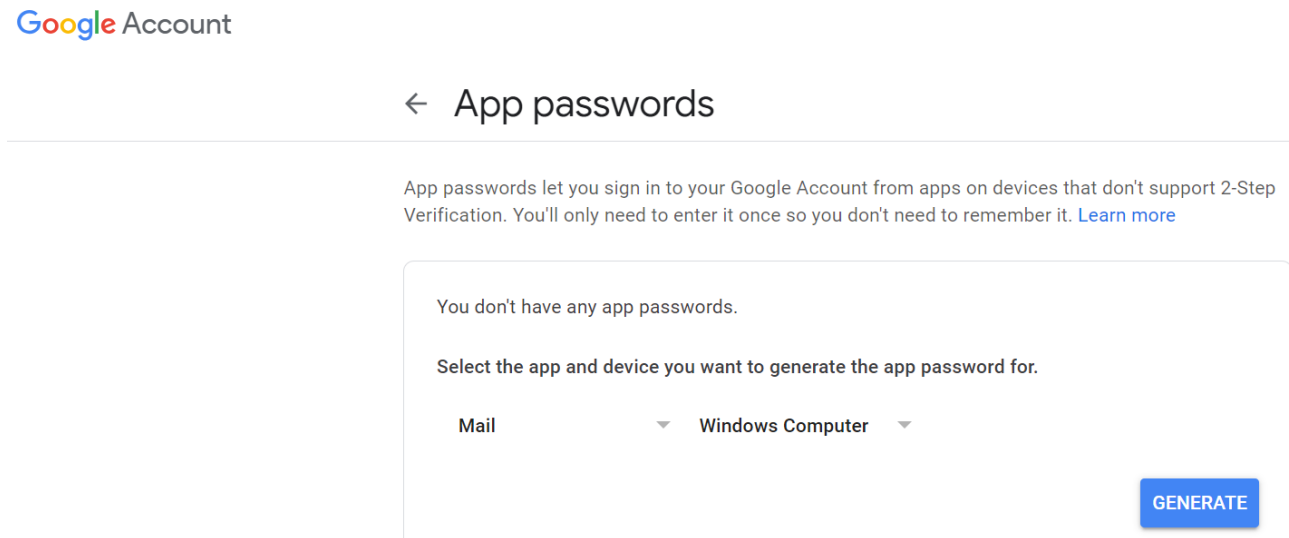 Google Account
App passwords
App passwords let you sign in to your Google Account from apps on devices that don't support 2-Step
Verification. You'll only need to enter it once so you don't need to remember it. Learn more
You don't have any app passwords.
Select the app and device you want to generate the app password for.
Mail Windows Computer
GENERATE